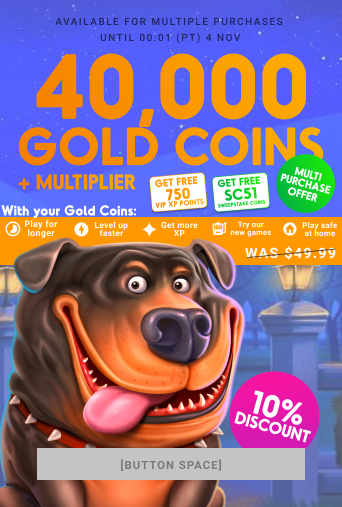 AVAILABLE FOR MULTIPLE PURCHASES
UNTIL 00:01 (PT) 4 NOV
40,000
GOLD COINS
+ MULTIPLIER
GET FREE
750
VIP XP POINTS
GET FREE
SC51
SWEEPSTAKE COINS
MULTI
PURCHASE
OFFER
With your Gold Coins:
Play for
longer
Level up
faster
Get more
XP
Try our
new games
Play safe
at home
WAS $49.99
10%
DISCOUNT
[BUTTON SPACE]